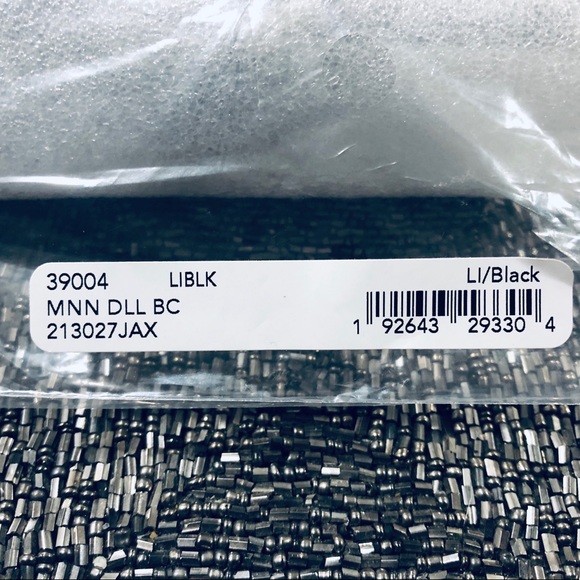 39004 LIBLK LI/Black
MNN DLL BC
213027JAX
1 92643 29330 4